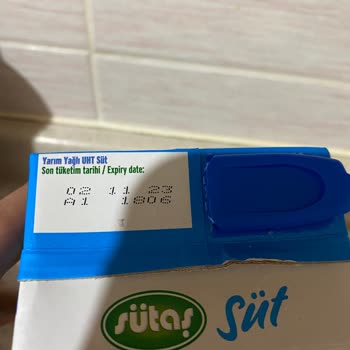 Yarım Yağlı UHT Süt
Son tüketim tarihi / Expiry date:
02 11 23
A1 1806
sütaş Süt